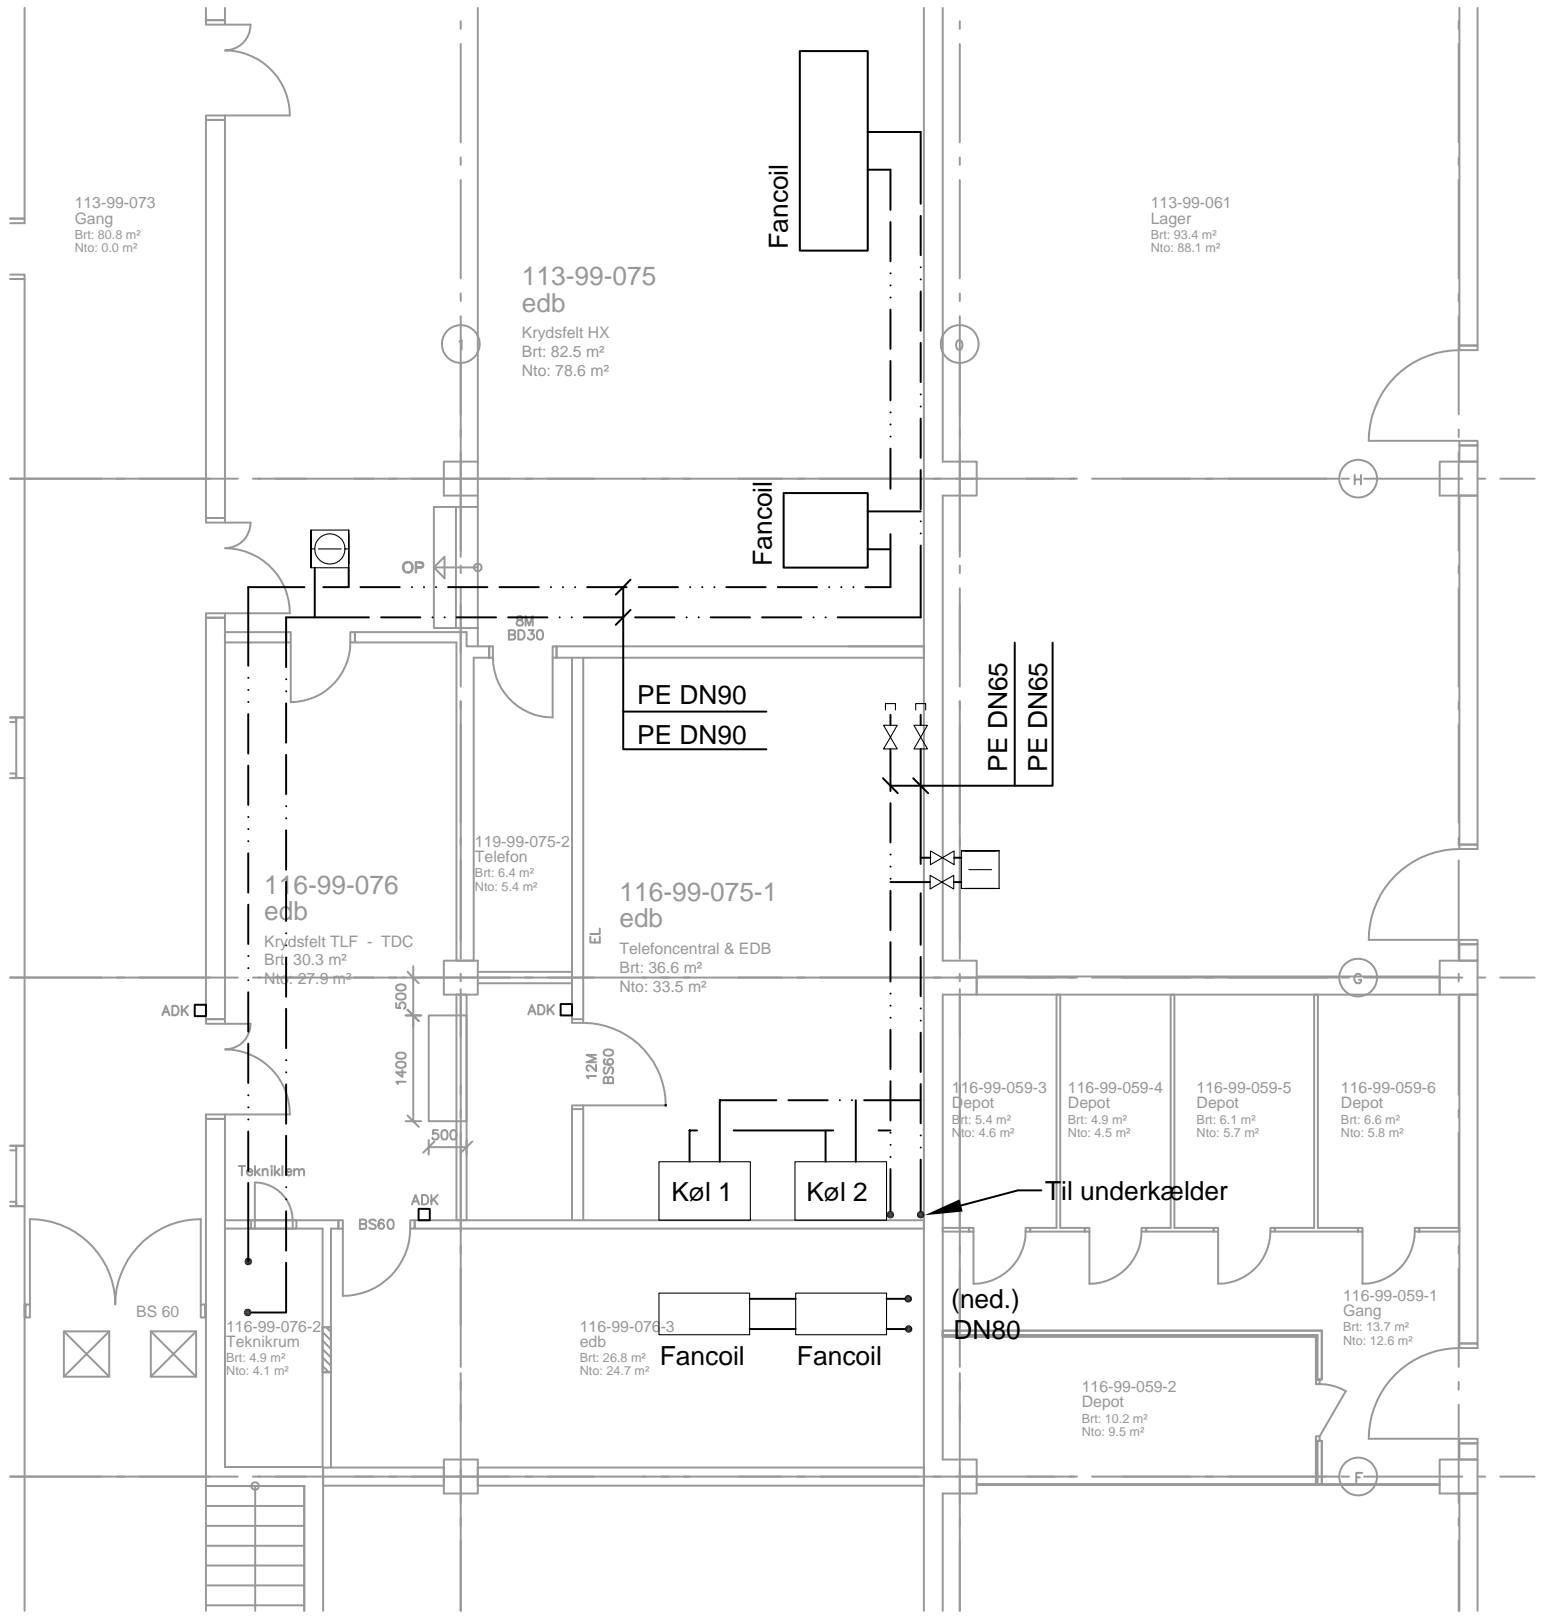 113-99-073
Gang
Brt: 80.8 m²
Nto: 0.0 m²
Fancoil
113-99-061
Lager
Brt: 93.4 m²
Nto: 88.1 m²
113-99-075
edb
Krydsfelt HX
Brt: 82.5 m²
Nto: 78.6 m²
1
0
H
Fancoil
OP
8M
BD30
PE DN90
PE DN90
PE DN65
PE DN65
119-99-075-2
Telefon
Brt: 6.4 m²
Nto: 5.4 m²
116-99-076
edb
Krydsfelt TLF - TDC
Brt: 30.3 m²
Nto: 27.9 m²
116-99-075-1
edb
Telefoncentral & EDB
Brt: 36.6 m²
Nto: 33.5 m²
EL
G
ADK
500
ADK
1400
12M
BS60
500
116-99-059-3
Depot
Brt: 5.4 m²
Nto: 4.6 m²
116-99-059-4
Depot
Brt: 4.9 m²
Nto: 4.5 m²
116-99-059-5
Depot
Brt: 6.1 m²
Nto: 5.7 m²
116-99-059-6
Depot
Brt: 6.6 m²
Nto: 5.8 m²
Tekniklem
ADK
BS60
Køl 1
Køl 2
Til underkælder
BS 60
116-99-076-2
Teknikrum
Brt: 4.9 m²
Nto: 4.1 m²
116-99-076-3
edb
Brt: 26.8 m²
Nto: 24.7 m²
Fancoil
Fancoil
(ned.)
DN80
116-99-059-1
Gang
Brt: 13.7 m²
Nto: 12.6 m²
116-99-059-2
Depot
Brt: 10.2 m²
Nto: 9.5 m²
F